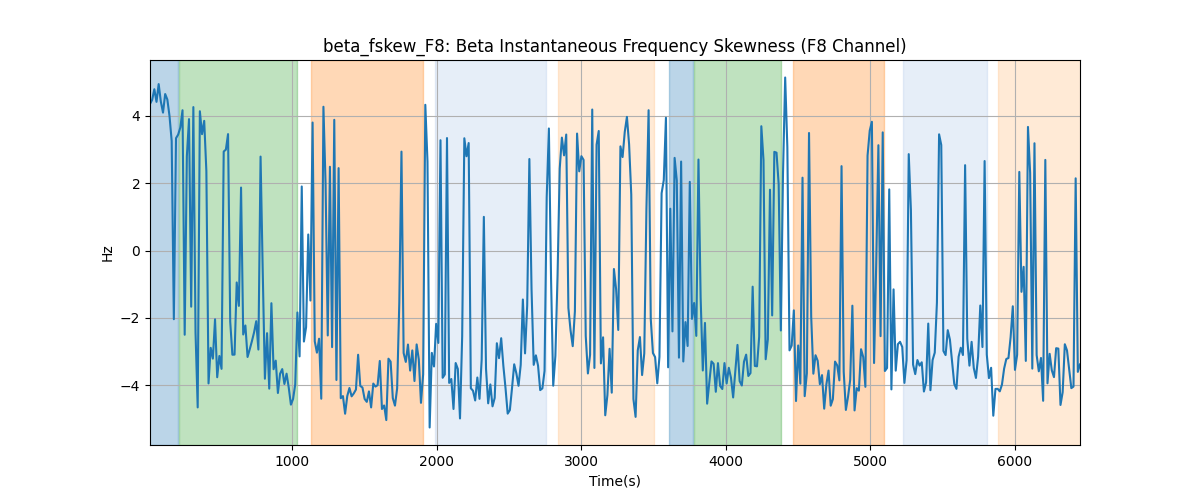 beta_fskew_F8: Beta Instantaneous Frequency Skewness (F8 Channel)
4
2
0
−2
−4
Hz
1000 2000 3000 4000 5000 6000
Time(s)